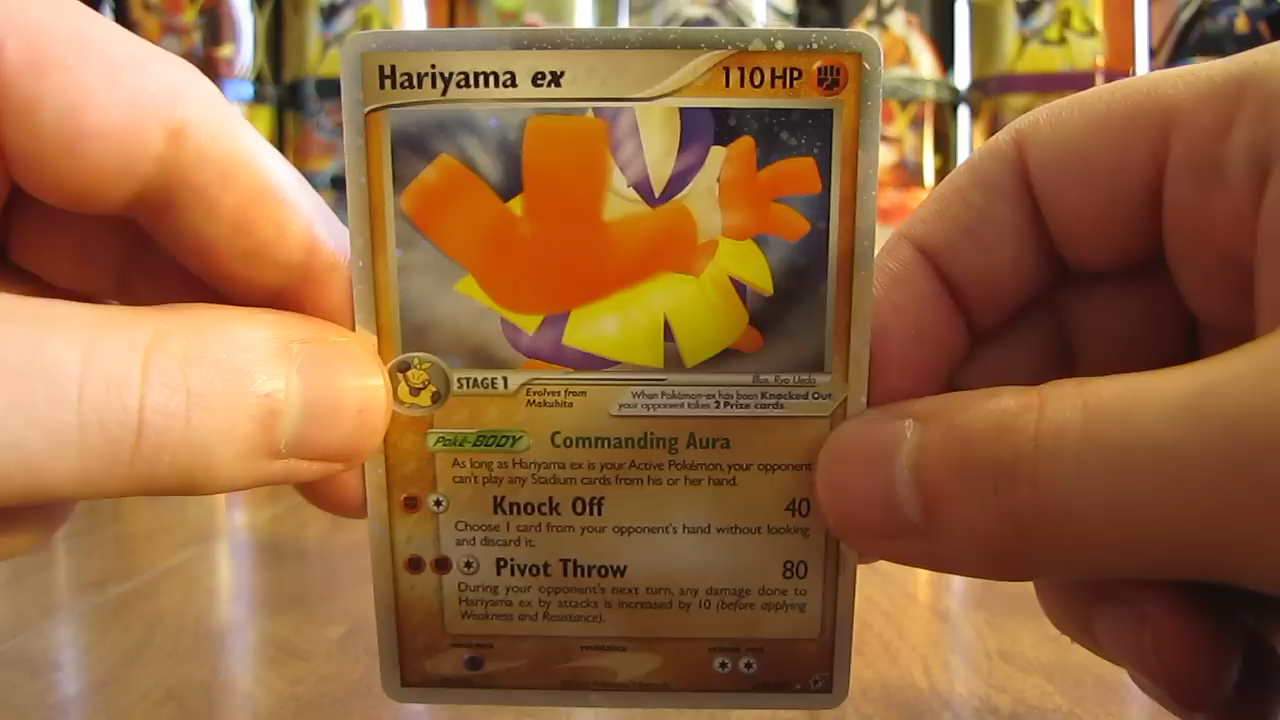 Hariyama ex 110 HP
Illus. Ryo Ueda
STAGE 1
Evolves from
Makuhita
When Pokémon-ex has been Knocked Out,
your opponent takes 2 Prize cards.
Poké-BODY Commanding Aura
As long as Hariyama ex is your Active Pokémon, your opponent
can't play any Stadium cards from his or her hand.
Knock Off 40
Choose 1 card from your opponent's hand without looking
and discard it.
Pivot Throw 80
During your opponent's next turn, any damage done to
Hariyama ex by attacks is increased by 10 (before applying
Weakness and Resistance).
weakness resistance retreat cost